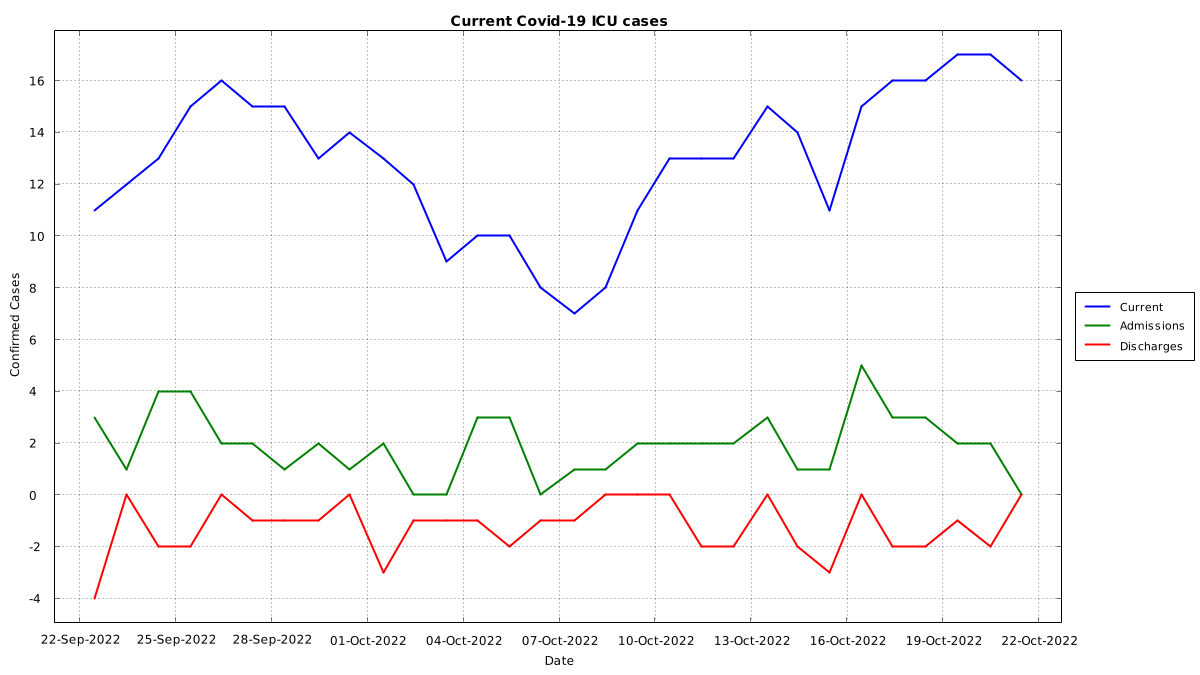 Current Covid-19 ICU cases
16
14
12
10
8
6
4
2
0
-2
-4
Confirmed Cases
22-Sep-2022 25-Sep-2022 28-Sep-2022 01-Oct-2022 04-Oct-2022 07-Oct-2022 10-Oct-2022 13-Oct-2022 16-Oct-2022 19-Oct-2022 22-Oct-2022
Date
Current
Admissions
Discharges